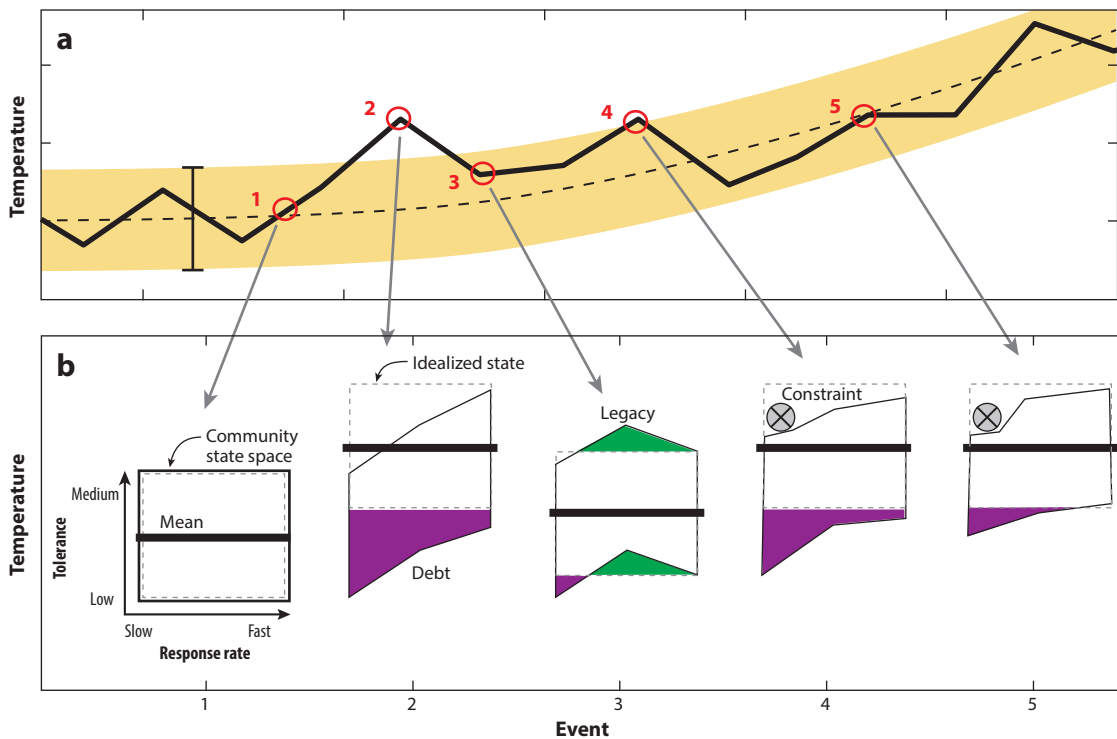 a
Temperature
1
2
3
4
5
b
Temperature
Idealized state
Community
state space
Legacy
Constraint
Medium
Mean
Tolerance
Low
Debt
Slow
Fast
Response rate
1
2
3
4
5
Event